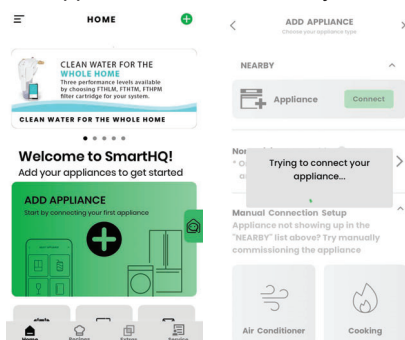 HOME
CLEAN WATER FOR THE
WHOLE HOME
Three performance levels available
by choosing FTHLM, FTHTM, FTHPM
filter cartridge for your system.
CLEAN WATER FOR THE WHOLE HOME
Welcome to SmartHQ!
Add your appliances to get started
ADD APPLIANCE
Start by connecting your first appliance
Home
Recipes
Extras
Service
ADD APPLIANCE
Choose your appliance type
NEARBY
Appliance
Connect
Trying to connect your
appliance...
Manual Connection Setup
Appliance not showing up in the
"NEARBY" list above? Try manually
commissioning the appliance
Air Conditioner
Cooking